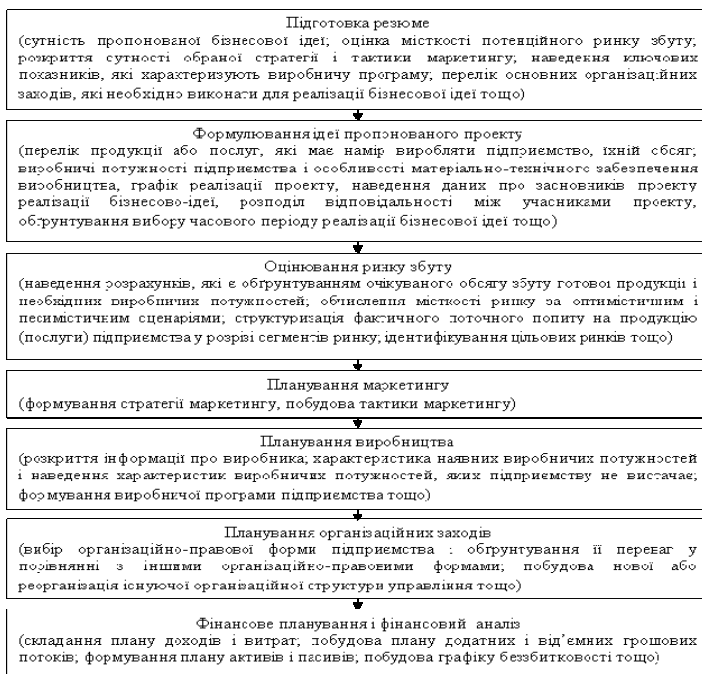 Підготовка резюме
(сутність пропонованої бізнесової ідеї; оцінка місткості потенційного ринку збуту;
розкриття сутності обраної стратегії і тактики маркетингу; наведення ключових
показників, які характеризують виробничу програму; перелік основних організаційних
заходів, які необхідно виконати для реалізації бізнесової ідеї тощо)
Формулювання ідеї пропонованого проекту
(перелік продукції або послуг, які має намір виробляти підприємство, їхній обсяг;
виробничі потужності підприємства і особливості матеріально-технічного забезпечення
виробництва, графік реалізації проекту, наведення даних про засновників проекту
реалізації бізнесово-ідеї, розподіл відповідальності між учасниками проекту,
обґрунтування вибору часового періоду реалізації бізнесової ідеї тощо)
Оцінювання ринку збуту
(наведення розрахунків, які є обґрунтуванням очікуваного обсягу збуту готової продукції і
необхідних виробничих потужностей; обчислення місткості ринку за оптимістичним і
песимістичним сценаріями; структуризація фактичного поточного попиту на продукцію
(послуги) підприємства у розрізі сегментів ринку; ідентифікування цільових ринків тощо)
Планування маркетингу
(формування стратегії маркетингу, побудова тактики маркетингу)
Планування виробництва
(розкриття інформації про виробника; характеристика наявних виробничих потужностей
і наведення характеристик виробничих потужностей, яких підприємству не вистачає;
формування виробничої програми підприємства тощо)
Планування організаційних заходів
(вибір організаційно-правової форми підприємства і обґрунтування її переваг у
порівнянні з іншими організаційно-правовими формами; побудова нової або
реорганізація існуючої організаційної структури управління тощо)
Фінансове планування і фінансовий аналіз
(складання плану доходів і витрат; побудова плану додатних і від’ємних грошових
потоків; формування плану активів і пасивів; побудова графіку беззбитковості тощо)